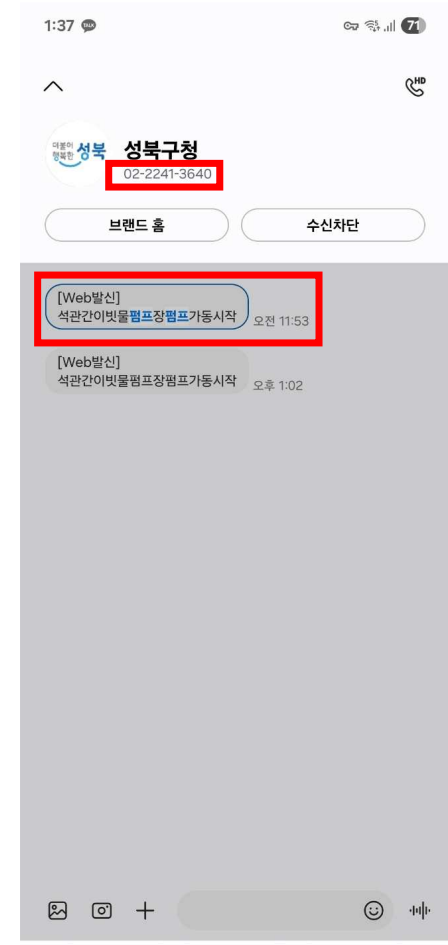 1:37
TALK
71
HD
더불어
행복한 성북
성북구청
02-2241-3640
브랜드 홈
수신차단
[Web발신]
석관간이빗물펌프장펌프가동시작
오전 11:53
[Web발신]
석관간이빗물펌프장펌프가동시작
오후 1:02